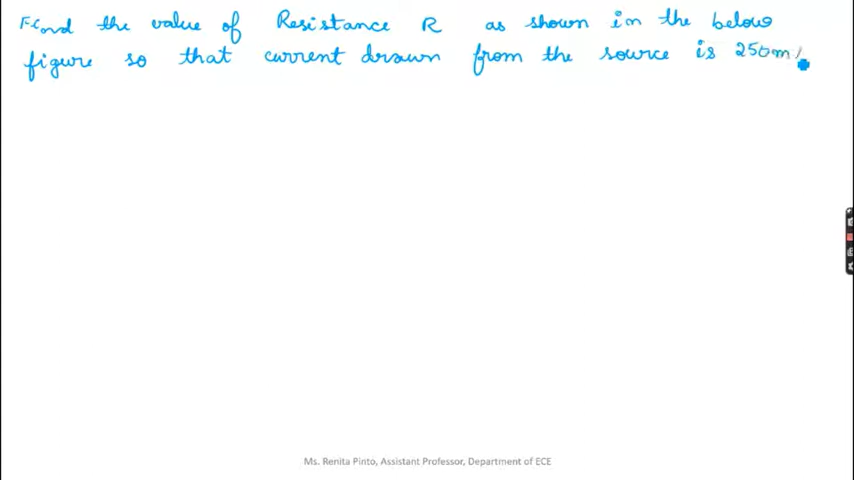 Find the value of Resistance R as shown in the below
figure so that current drawn from the source is 250m
Ms. Renita Pinto, Assistant Professor, Department of ECE